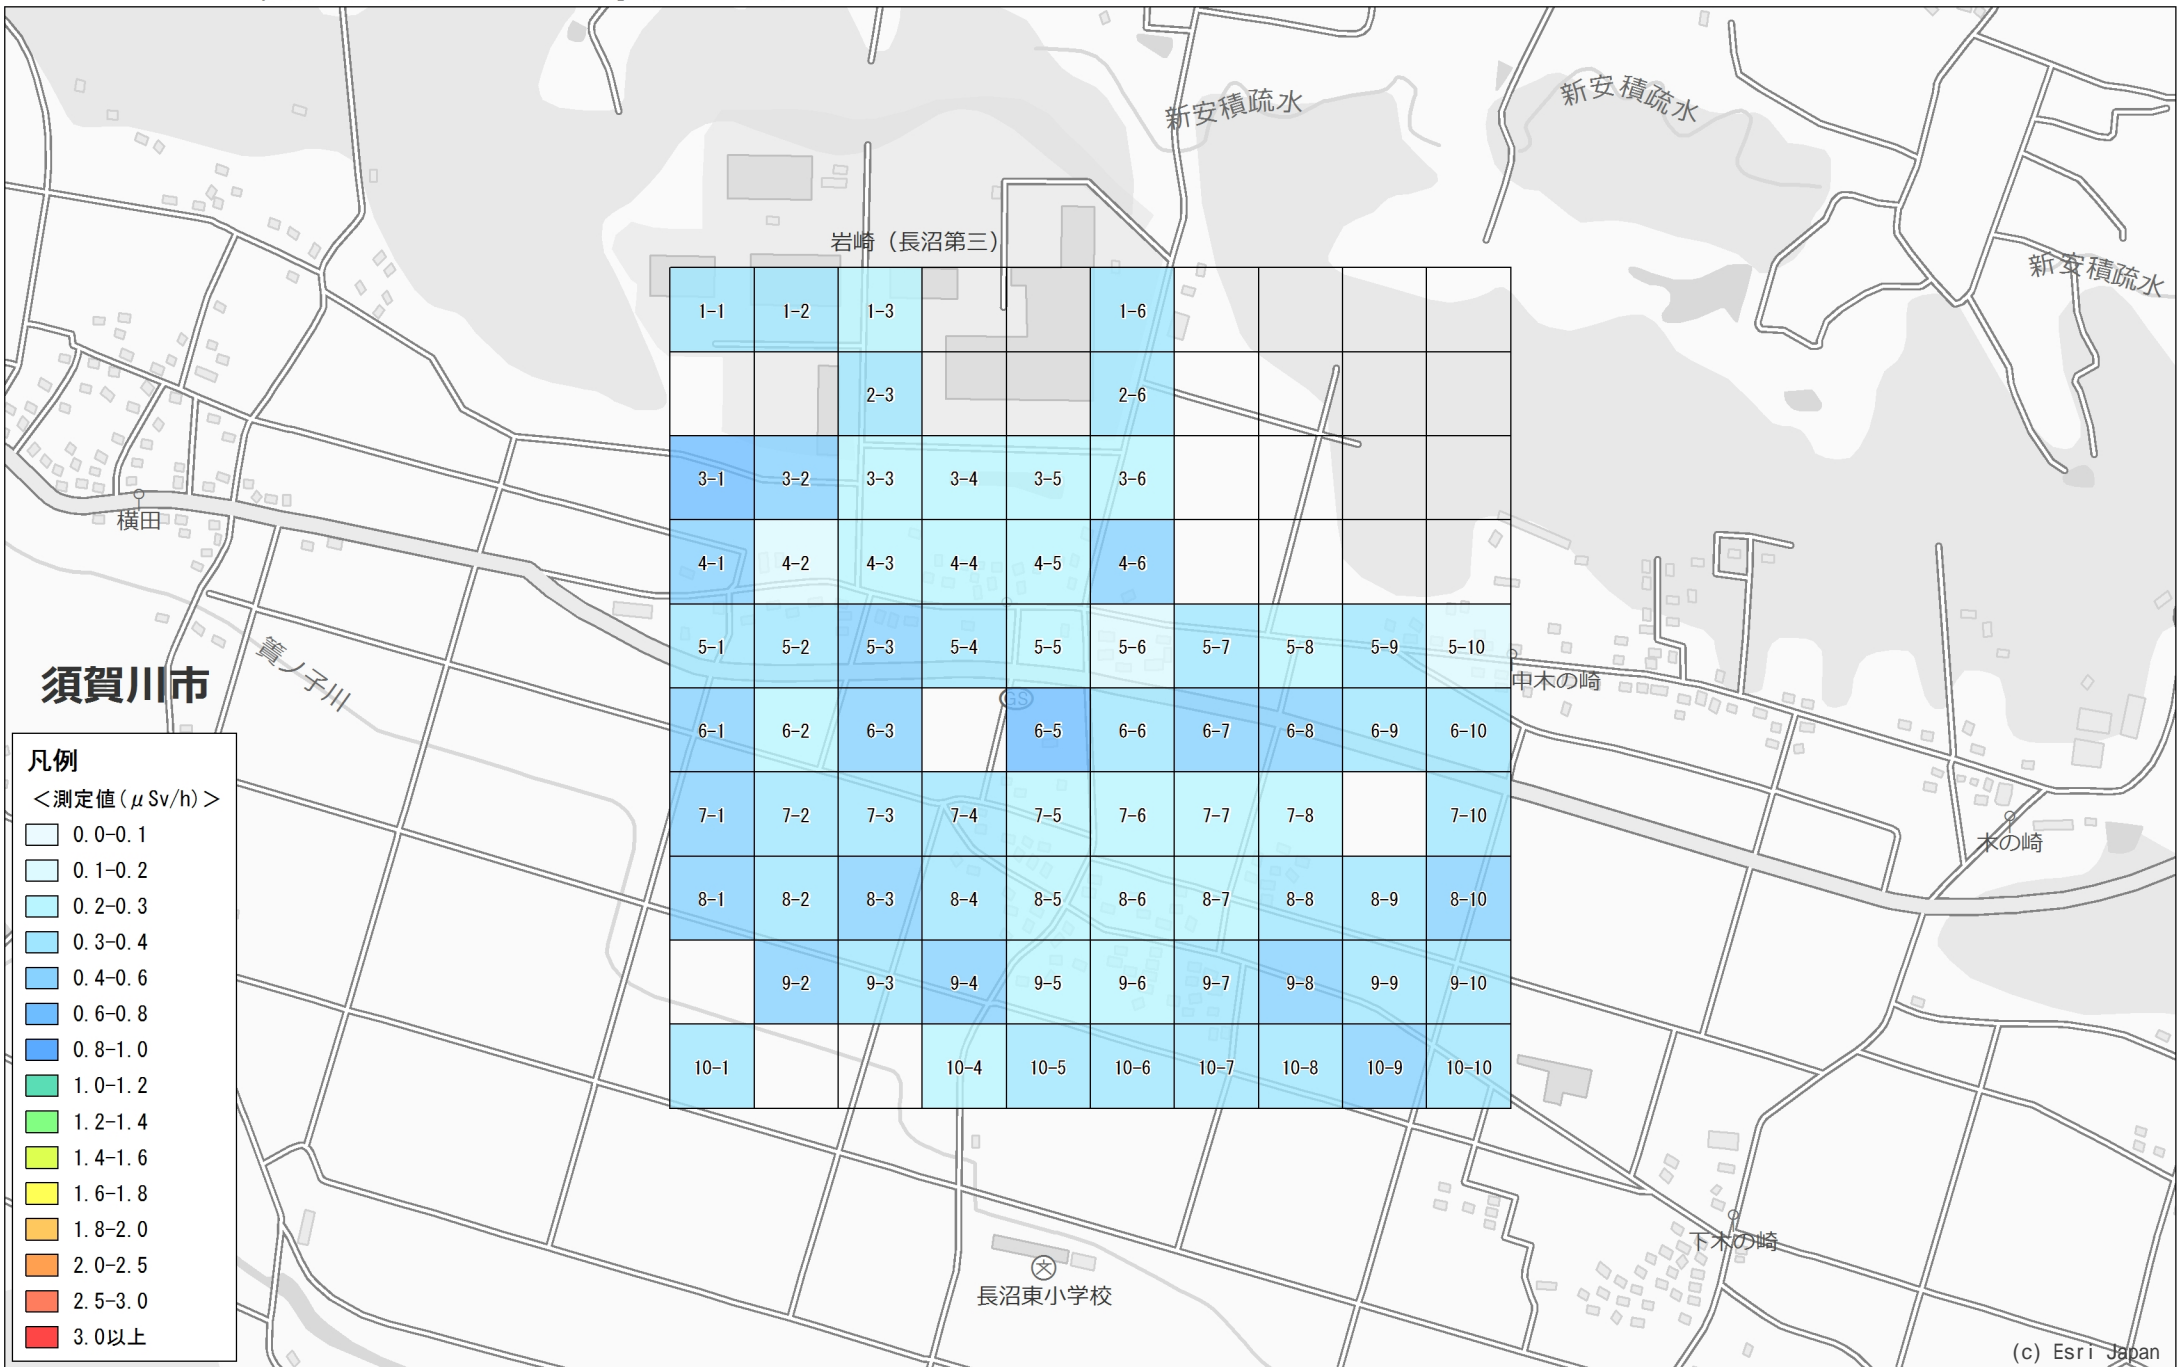 新安積疏水
新安積疏水
新安積疏水
岩崎（長沼第三）
1-1 1-2 1-3 1-6
2-3 2-6
3-1 3-2 3-3 3-4 3-5 3-6
横田
4-1 4-2 4-3 4-4 4-5 4-6
5-1 5-2 5-3 5-4 5-5 5-6 5-7 5-8 5-9 5-10
須賀川市
簀ノ子川
中木の崎
GS
6-1 6-2 6-3 6-5 6-6 6-7 6-8 6-9 6-10
7-1 7-2 7-3 7-4 7-5 7-6 7-7 7-8 7-10
木の崎
8-1 8-2 8-3 8-4 8-5 8-6 8-7 8-8 8-9 8-10
9-2 9-3 9-4 9-5 9-6 9-7 9-8 9-9 9-10
10-1 10-4 10-5 10-6 10-7 10-8 10-9 10-10
下木の崎
文
長沼東小学校
凡例
＜測定値(μSv/h)＞
0.0-0.1
0.1-0.2
0.2-0.3
0.3-0.4
0.4-0.6
0.6-0.8
0.8-1.0
1.0-1.2
1.2-1.4
1.4-1.6
1.6-1.8
1.8-2.0
2.0-2.5
2.5-3.0
3.0以上
(c) Esri Japan